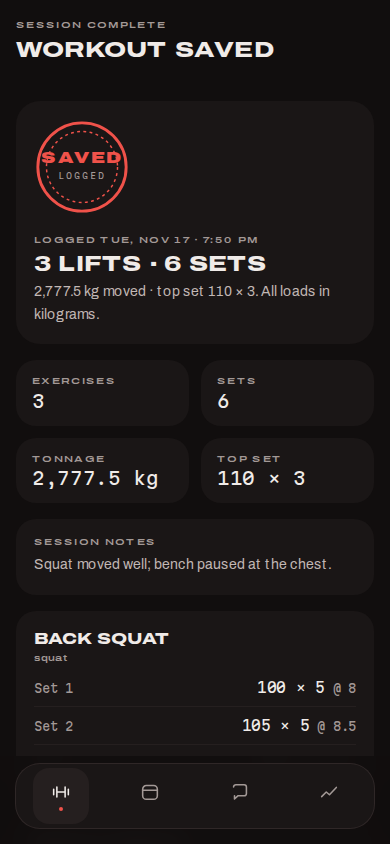 SESSION COMPLETE
WORKOUT SAVED
SAVED
LOGGED
LOGGED TUE, NOV 17 · 7:50 PM
3 LIFTS · 6 SETS
2,777.5 kg moved · top set 110 × 3. All loads in
kilograms.
EXERCISES
3
SETS
6
TONNAGE
2,777.5 kg
TOP SET
110 × 3
SESSION NOTES
Squat moved well; bench paused at the chest.
BACK SQUAT
squat
Set 1 100 × 5 @ 8
Set 2 105 × 5 @ 8.5